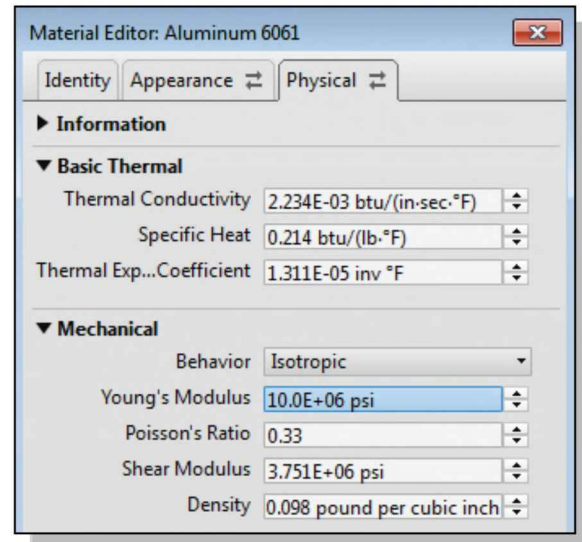 Material Editor: Aluminum 6061
Identity Appearance Physical
Information
Basic Thermal
Thermal Conductivity 2.234E-03 btu/(in·sec·°F)
Specific Heat 0.214 btu/(lb·°F)
Thermal Exp...Coefficient 1.311E-05 inv °F
Mechanical
Behavior Isotropic
Young's Modulus 10.0E+06 psi
Poisson's Ratio 0.33
Shear Modulus 3.751E+06 psi
Density 0.098 pound per cubic inch